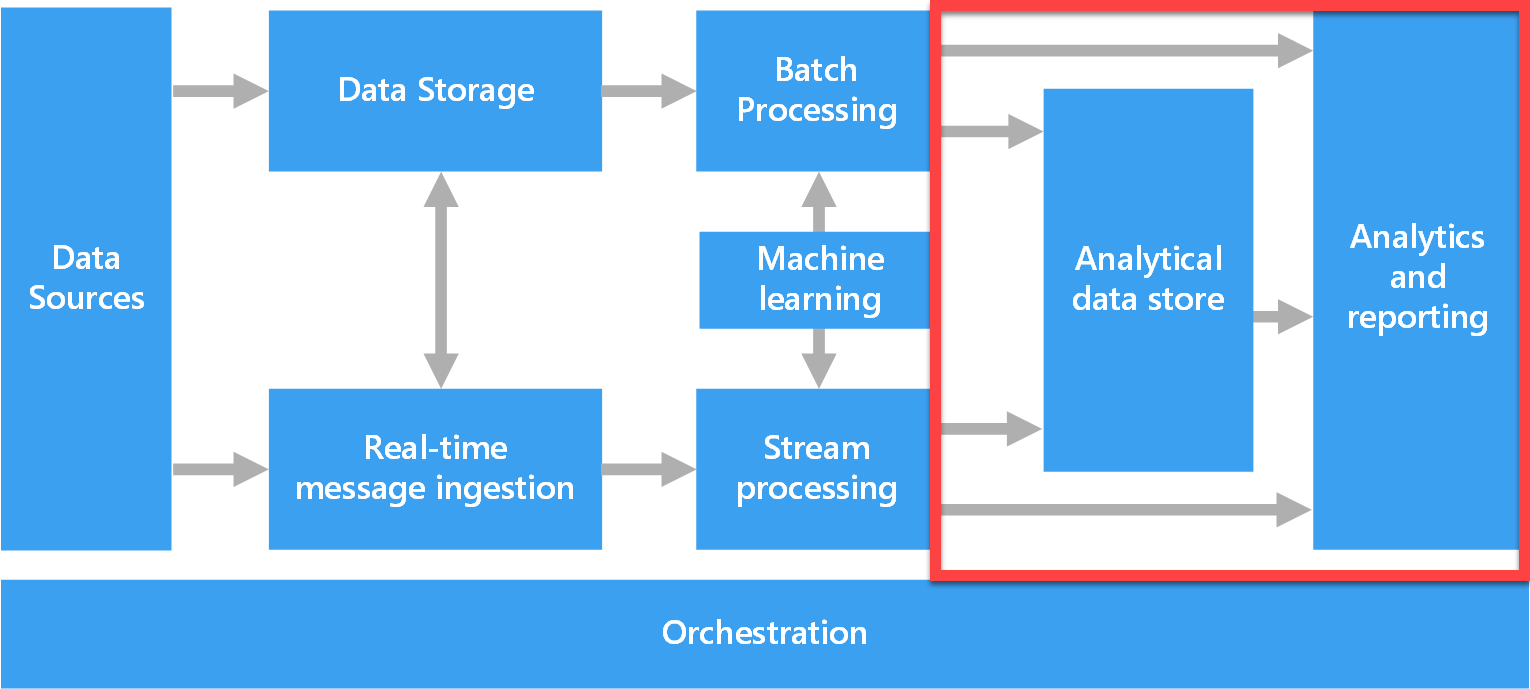 Data Storage
Batch
Processing
Data
Sources
Machine
learning
Analytical
data store
Analytics
and
reporting
Real-time
message ingestion
Stream
processing
Orchestration